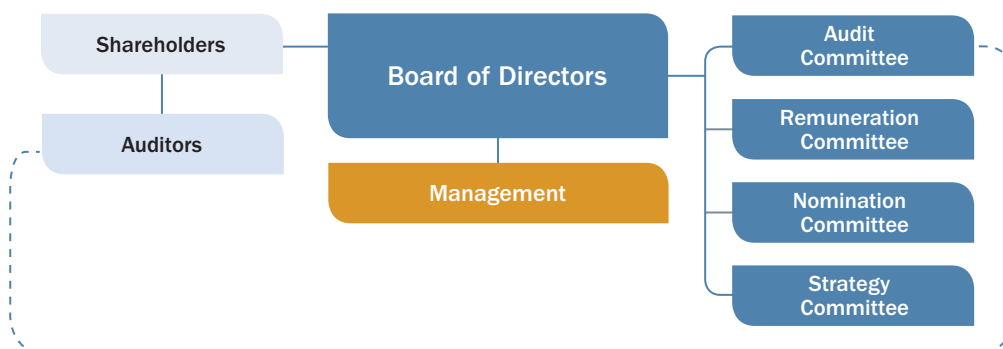 Shareholders
Auditors
Board of Directors
Management
Audit
Committee
Remuneration
Committee
Nomination
Committee
Strategy
Committee